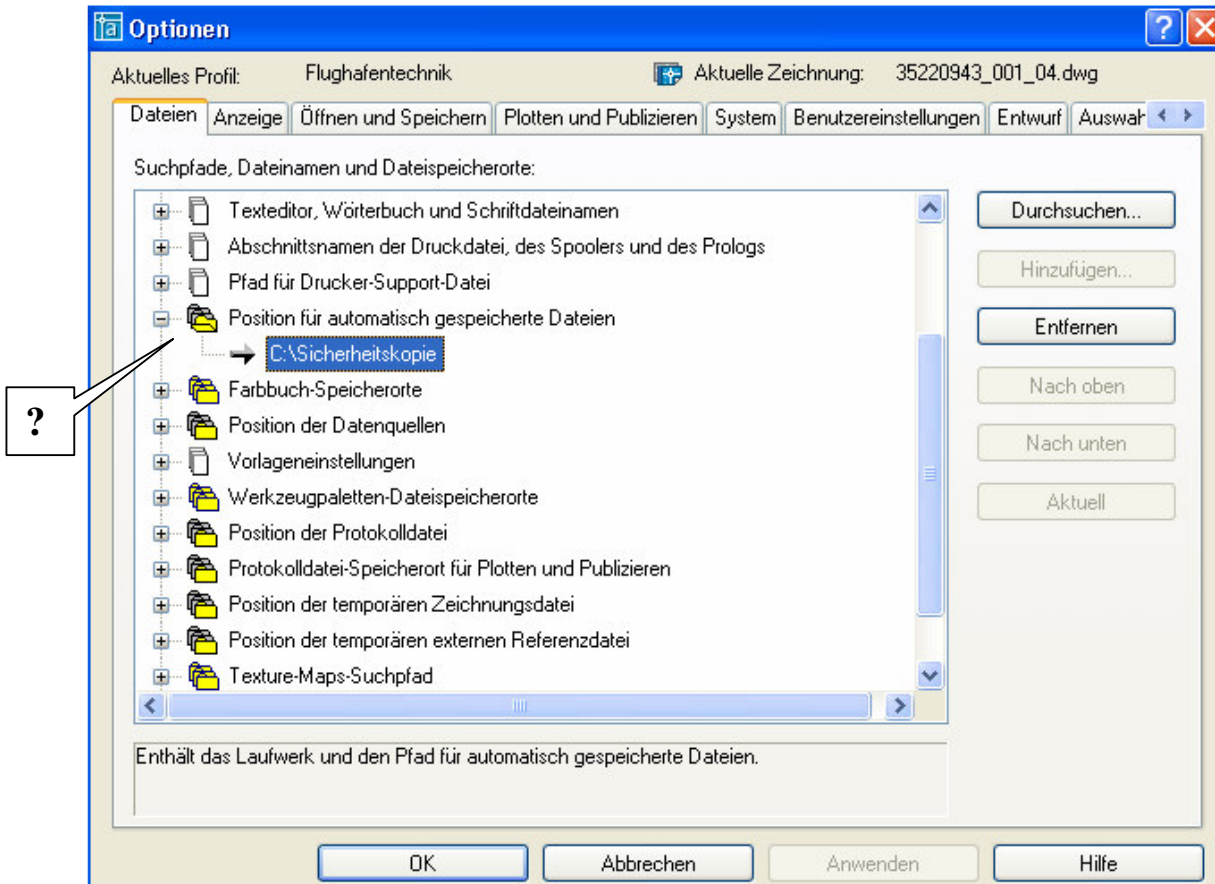 Optionen
Aktuelles Profil: Flughafentechnik Aktuelle Zeichnung: 35220943_001_04.dwg
Dateien Anzeige Öffnen und Speichern Plotten und Publizieren System Benutzereinstellungen Entwurf Auswah
Suchpfade, Dateinamen und Dateispeicherorte:
Texteditor, Wörterbuch und Schriftdateinamen
Abschnittsnamen der Druckdatei, des Spoolers und des Prologs
Pfad für Drucker-Support-Datei
Position für automatisch gespeicherte Dateien
C:\Sicherheitskopie
Farbbuch-Speicherorte
Position der Datenquellen
Vorlageneinstellungen
Werkzeugpaletten-Dateispeicherorte
Position der Protokolldatei
Protokolldatei-Speicherort für Plotten und Publizieren
Position der temporären Zeichnungsdatei
Position der temporären externen Referenzdatei
Texture-Maps-Suchpfad
Durchsuchen...
Hinzufügen...
Entfernen
Nach oben
Nach unten
Aktuell
?
Enthält das Laufwerk und den Pfad für automatisch gespeicherte Dateien.
OK Abbrechen Anwenden Hilfe